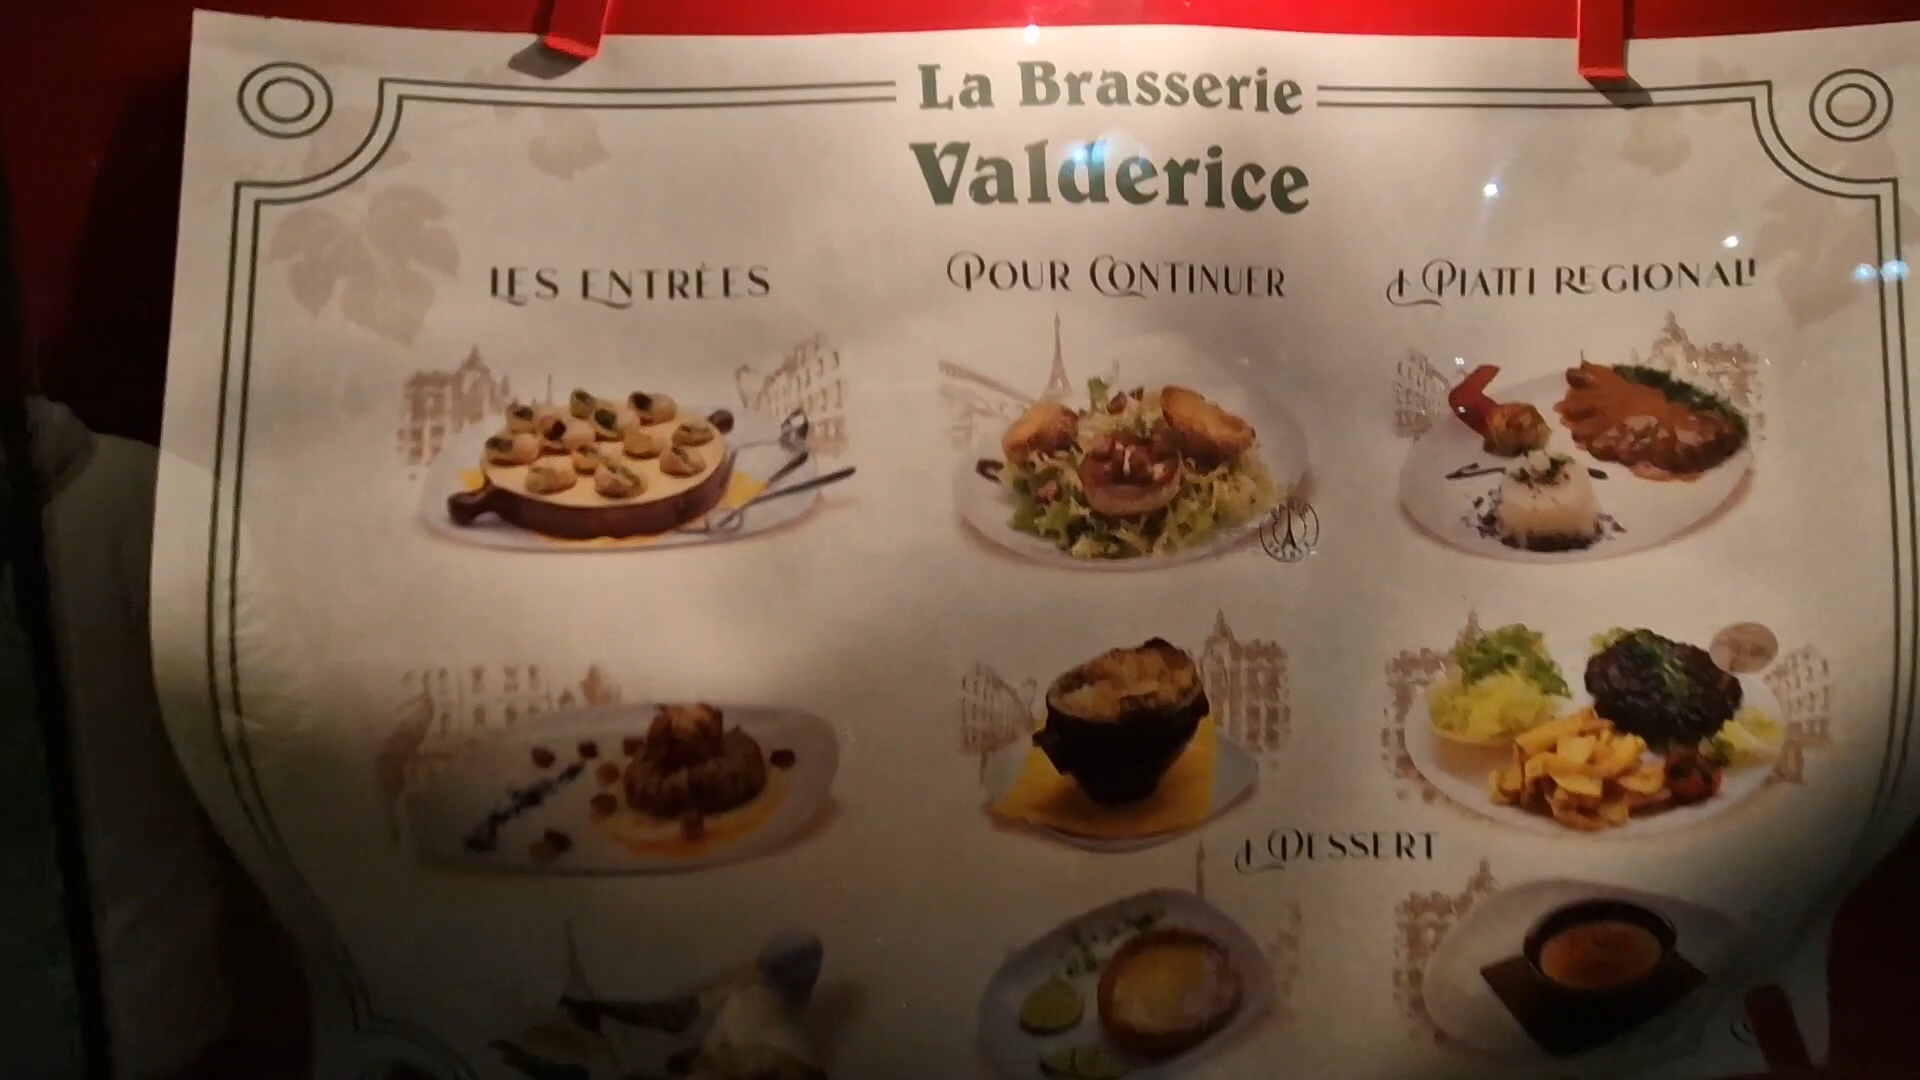 La Brasserie
Valderice
LES ENTRÉES
POUR CONTINUER
I PIATTI REGIONALI
I DESSERT